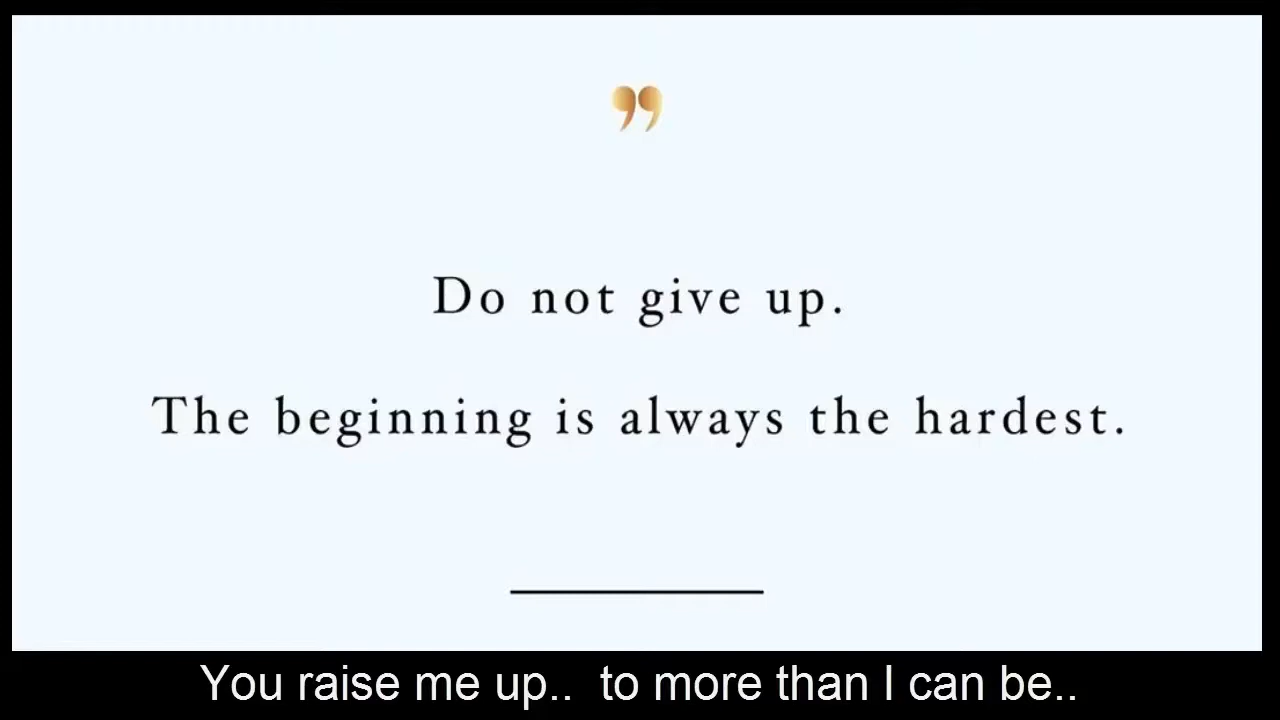 ”
Do not give up.
The beginning is always the hardest.
You raise me up..  to more than I can be..